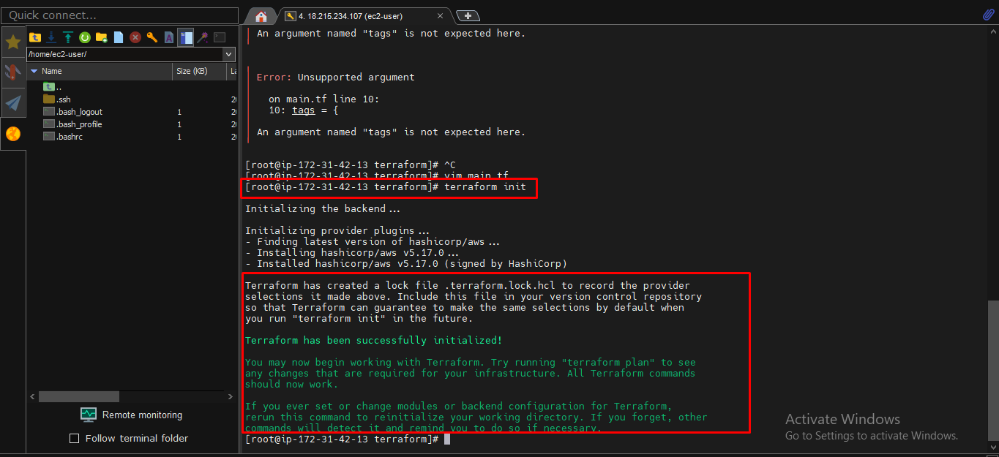 Quick connect...
4. 18.215.234.107 (ec2-user)
/home/ec2-user/
Name Size (KB) La
..
.ssh 20
.bash_logout 1 20
.bash_profile 1 20
.bashrc 1 20
Remote monitoring
Follow terminal folder
An argument named "tags" is not expected here.
Error: Unsupported argument
on main.tf line 10:
10: tags = {
An argument named "tags" is not expected here.
[root@ip-172-31-42-13 terraform]# ^C
[root@ip-172-31-42-13 terraform]# vim main.tf
[root@ip-172-31-42-13 terraform]# terraform init
Initializing the backend...
Initializing provider plugins...
- Finding latest version of hashicorp/aws...
- Installing hashicorp/aws v5.17.0...
- Installed hashicorp/aws v5.17.0 (signed by HashiCorp)
Terraform has created a lock file .terraform.lock.hcl to record the provider
selections it made above. Include this file in your version control repository
so that Terraform can guarantee to make the same selections by default when
you run "terraform init" in the future.
Terraform has been successfully initialized!
You may now begin working with Terraform. Try running "terraform plan" to see
any changes that are required for your infrastructure. All Terraform commands
should now work.
If you ever set or change modules or backend configuration for Terraform,
rerun this command to reinitialize your working directory. If you forget, other
commands will detect it and remind you to do so if necessary.
[root@ip-172-31-42-13 terraform]#
Activate Windows
Go to Settings to activate Windows.